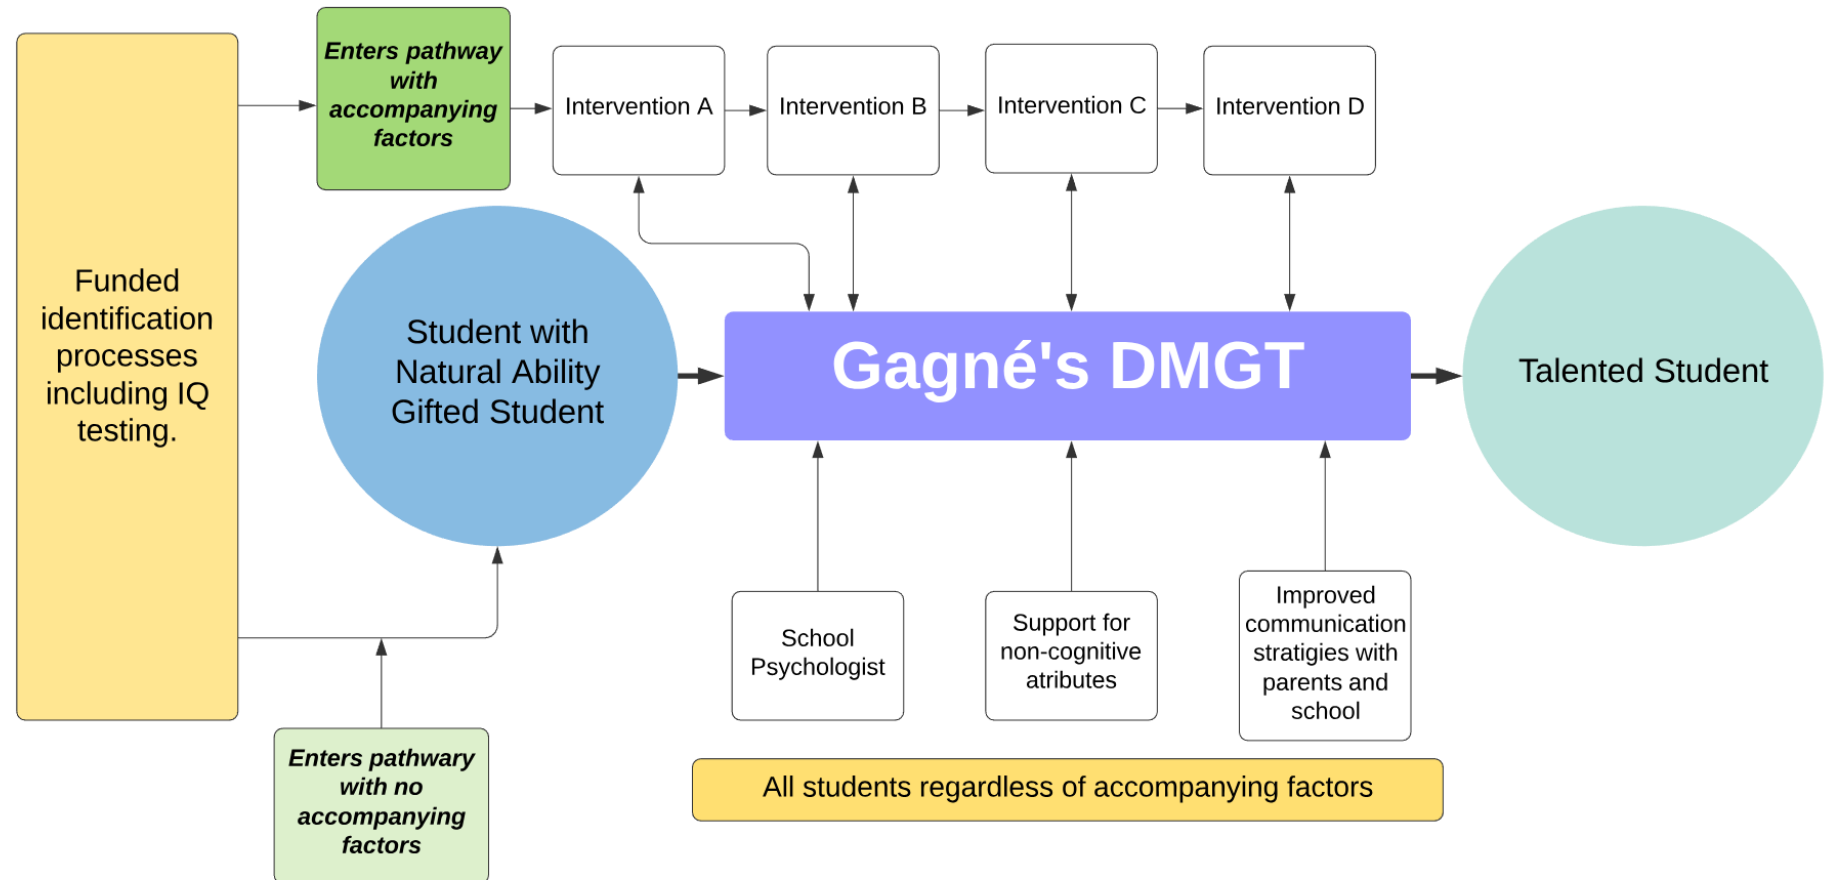 Enters pathway
with
accompanying
factors
Intervention A
Intervention B
Intervention C
Intervention D
Funded
identification
processes
including IQ
testing.
Student with
Natural Ability
Gifted Student
Gagné's DMGT
Talented Student
School
Psychologist
Support for
non-cognitive
atributes
Improved
communication
stratigies with
parents and
school
Enters pathwary
with no
accompanying
factors
All students regardless of accompanying factors